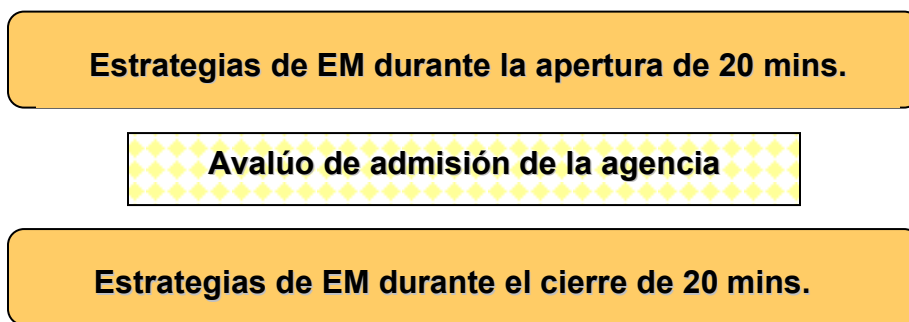 Estrategias de EM durante la apertura de 20 mins.
Avalúo de admisión de la agencia
Estrategias de EM durante el cierre de 20 mins.